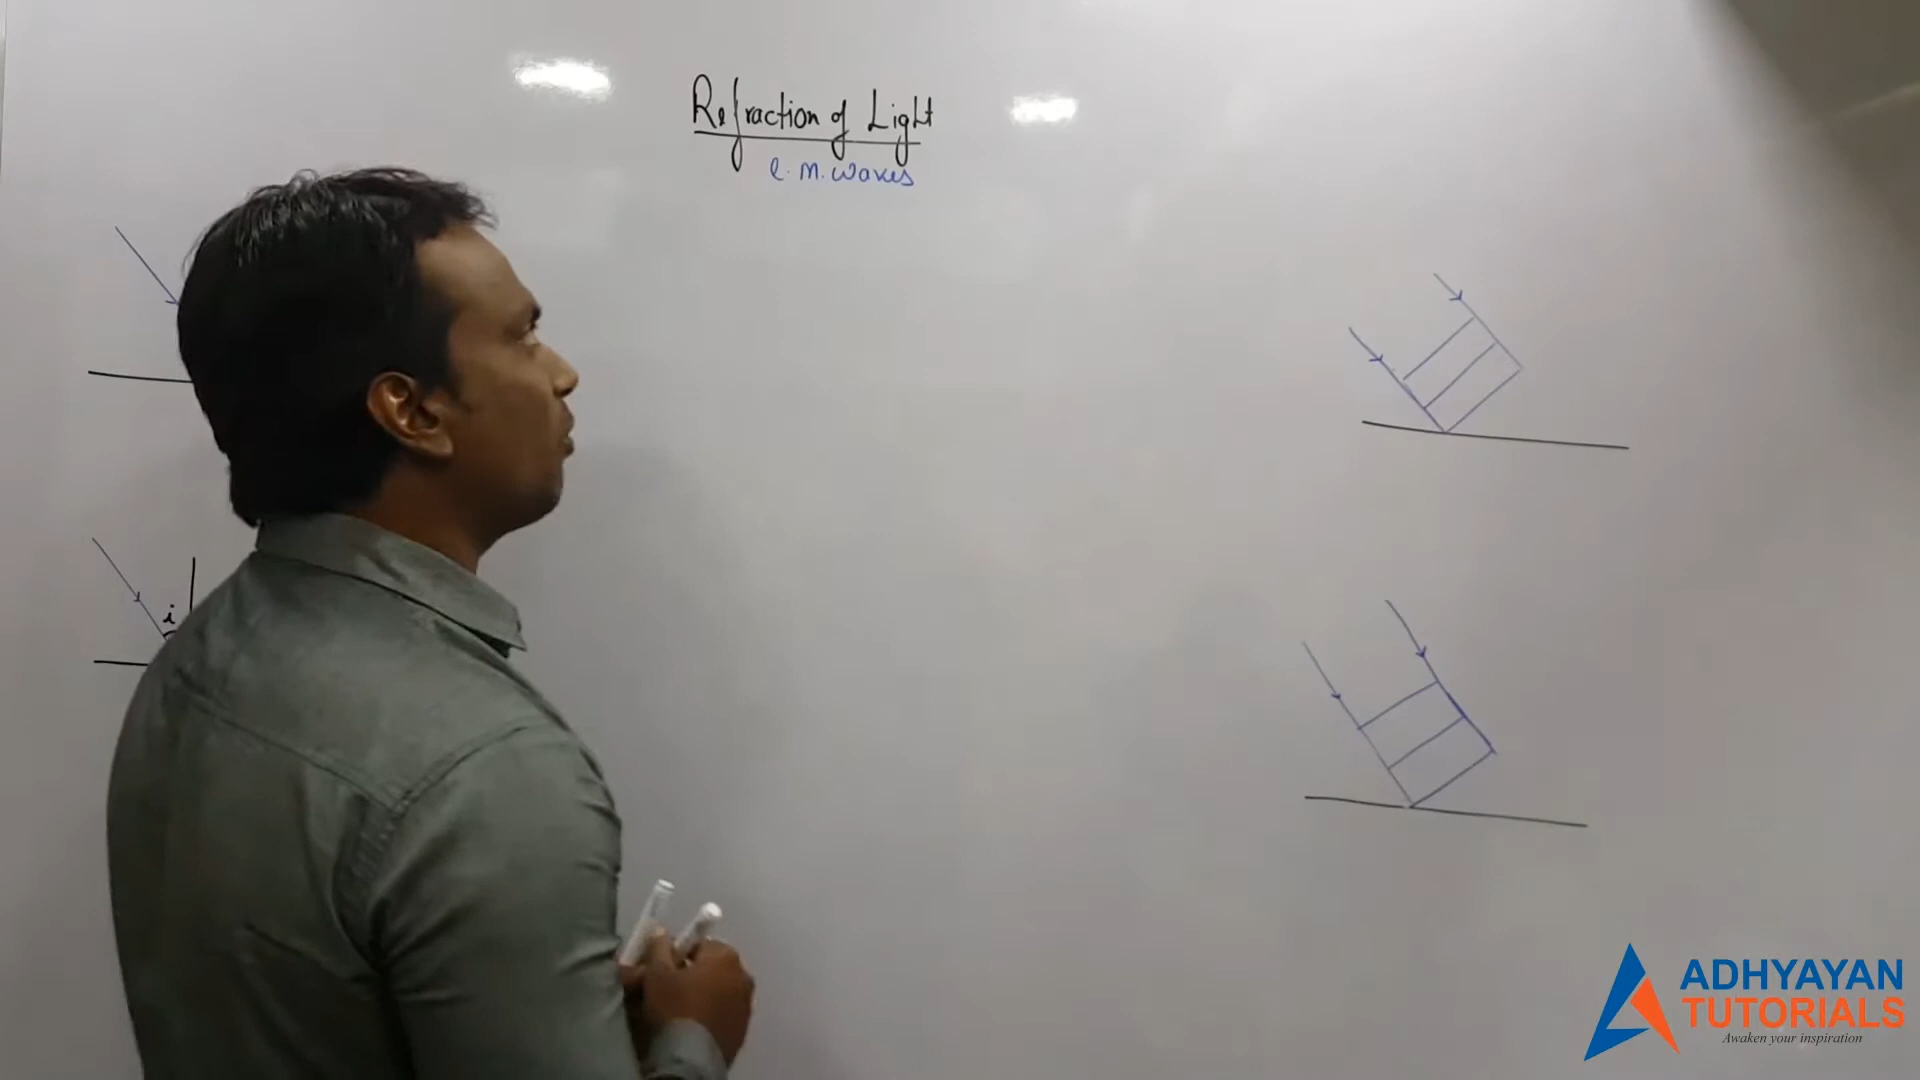 Refraction of Light
e.m. waves
i
ADHYAYAN
TUTORIALS
Awaken your inspiration